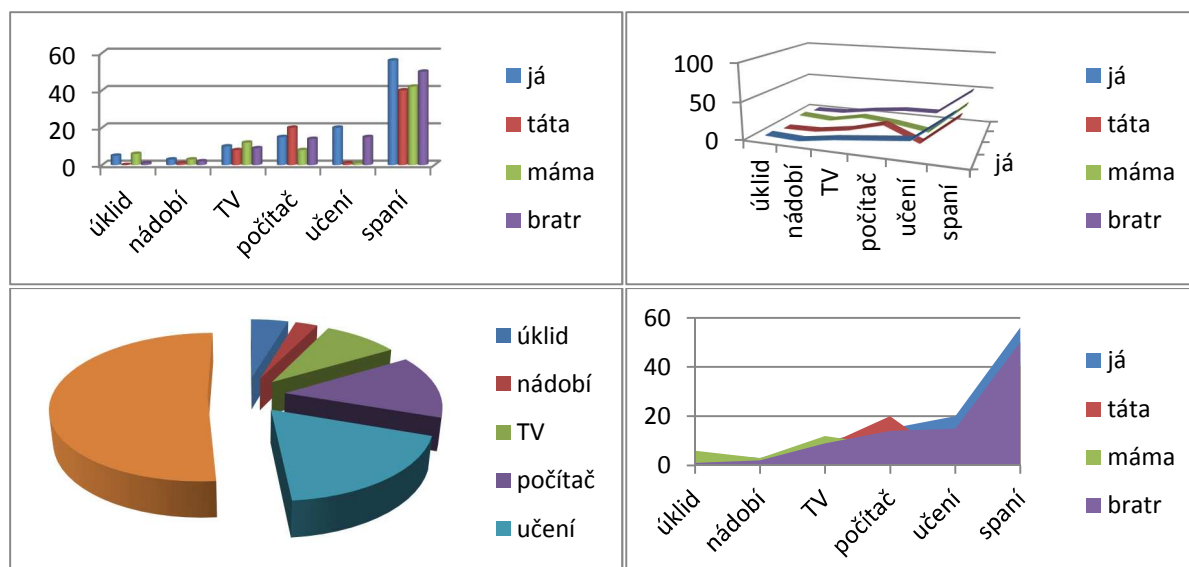 60
40
20
0
úklid
nádobí
TV
počítač
učení
spaní
já
táta
máma
bratr
100
50
0
úklid
nádobí
TV
počítač
učení
spaní
já
já
táta
máma
bratr
úklid
nádobí
TV
počítač
učení
60
40
20
0
úklid
nádobí
TV
počítač
učení
spaní
já
táta
máma
bratr